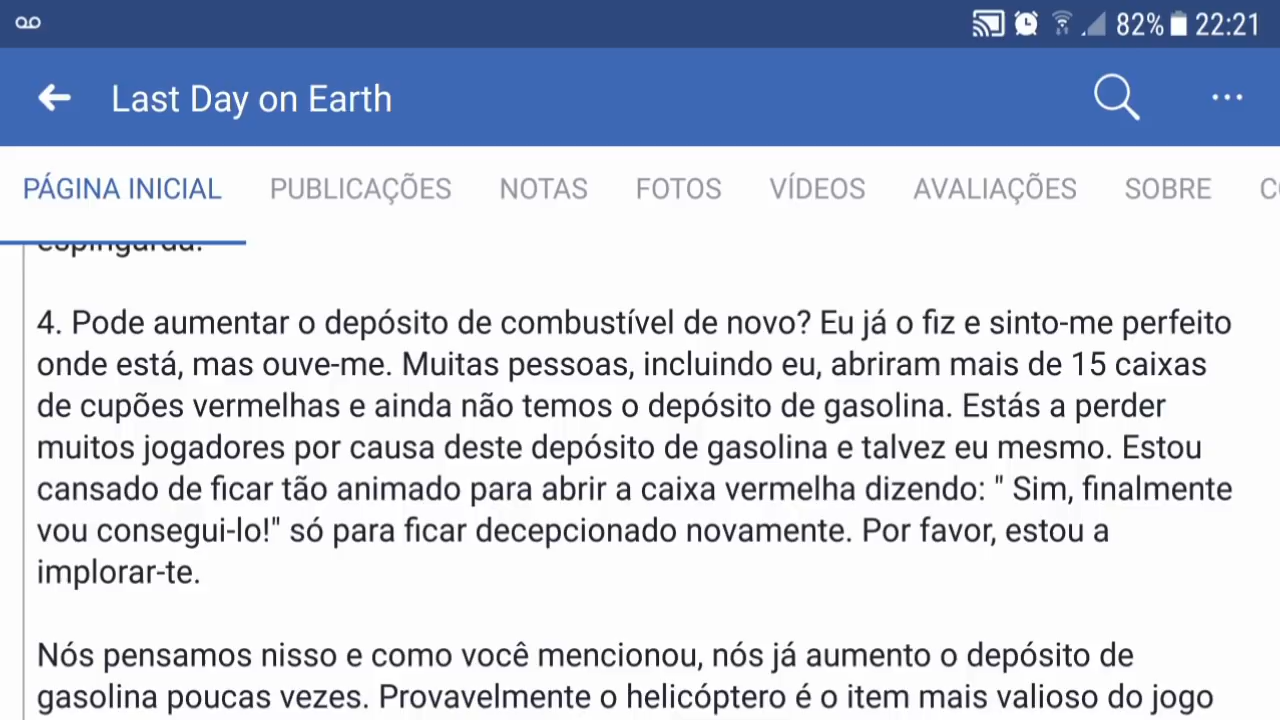 82% 22:21
Last Day on Earth
PÁGINA INICIAL PUBLICAÇÕES NOTAS FOTOS VÍDEOS AVALIAÇÕES SOBRE
espingarda.
4. Pode aumentar o depósito de combustível de novo? Eu já o fiz e sinto-me perfeito
onde está, mas ouve-me. Muitas pessoas, incluindo eu, abriram mais de 15 caixas
de cupões vermelhas e ainda não temos o depósito de gasolina. Estás a perder
muitos jogadores por causa deste depósito de gasolina e talvez eu mesmo. Estou
cansado de ficar tão animado para abrir a caixa vermelha dizendo: " Sim, finalmente
vou consegui-lo!" só para ficar decepcionado novamente. Por favor, estou a
implorar-te.
Nós pensamos nisso e como você mencionou, nós já aumento o depósito de
gasolina poucas vezes. Provavelmente o helicóptero é o item mais valioso do jogo